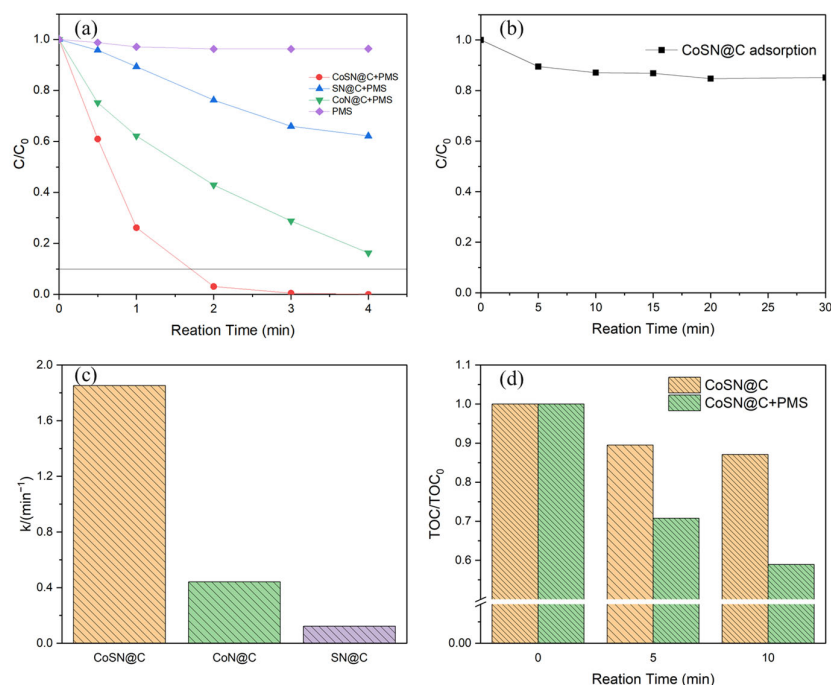 (a)
C/C0
1.0
0.8
0.6
0.4
0.2
0.0
CoSN@C+PMS
SN@C+PMS
CoN@C+PMS
PMS
0 1 2 3 4
Reation Time (min)
(b)
C/C0
1.0
0.8
0.6
0.4
0.2
0.0
CoSN@C adsorption
0 5 10 15 20 25 30
Reation Time (min)
(c)
k/(min⁻¹)
2.0
1.6
1.2
0.8
0.4
0.0
CoSN@C CoN@C SN@C
(d)
TOC/TOC0
1.0
0.9
0.8
0.7
0.6
0.00
CoSN@C
CoSN@C+PMS
0 5 10
Reation Time (min)